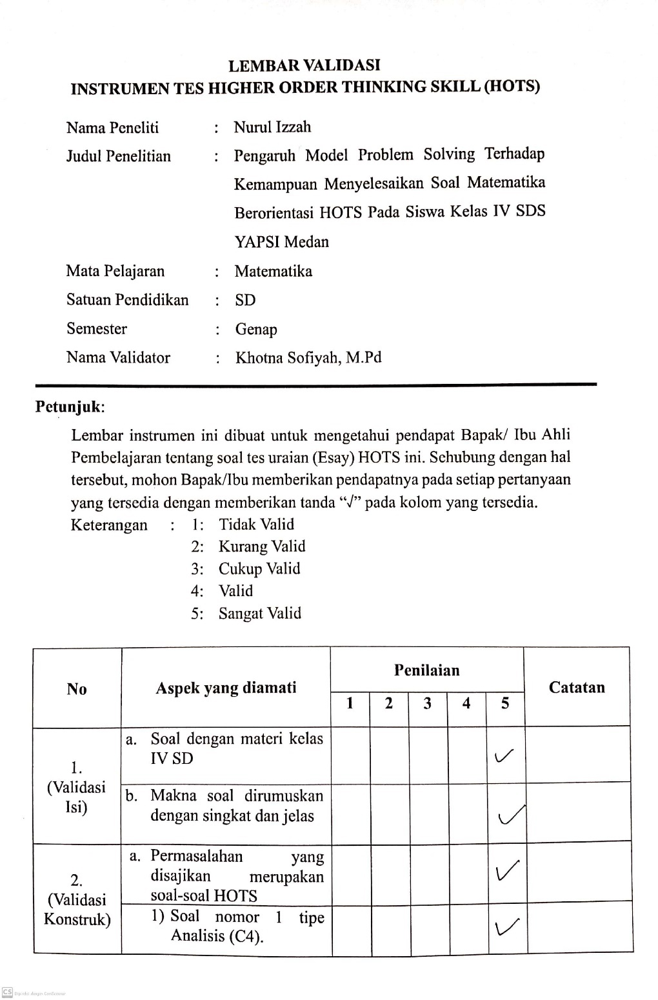 LEMBAR VALIDASI
INSTRUMEN TES HIGHER ORDER THINKING SKILL (HOTS)
Nama Peneliti : Nurul Izzah
Judul Penelitian : Pengaruh Model Problem Solving Terhadap
Kemampuan Menyelesaikan Soal Matematika
Berorientasi HOTS Pada Siswa Kelas IV SDS
YAPSI Medan
Mata Pelajaran : Matematika
Satuan Pendidikan : SD
Semester : Genap
Nama Validator : Khotna Sofiyah, M.Pd
Petunjuk:
Lembar instrumen ini dibuat untuk mengetahui pendapat Bapak/ Ibu Ahli
Pembelajaran tentang soal tes uraian (Esay) HOTS ini. Sehubung dengan hal
tersebut, mohon Bapak/Ibu memberikan pendapatnya pada setiap pertanyaan
yang tersedia dengan memberikan tanda “√” pada kolom yang tersedia.
Keterangan : 1: Tidak Valid
2: Kurang Valid
3: Cukup Valid
4: Valid
5: Sangat Valid
No Aspek yang diamati Penilaian Catatan
1 2 3 4 5
1. (Validasi Isi)
a. Soal dengan materi kelas
IV SD ✓
b. Makna soal dirumuskan
dengan singkat dan jelas ✓
2. (Validasi Konstruk)
a. Permasalahan yang
disajikan merupakan
soal-soal HOTS ✓
1) Soal nomor 1 tipe
Analisis (C4). ✓
CS Dipindai dengan CamScanner